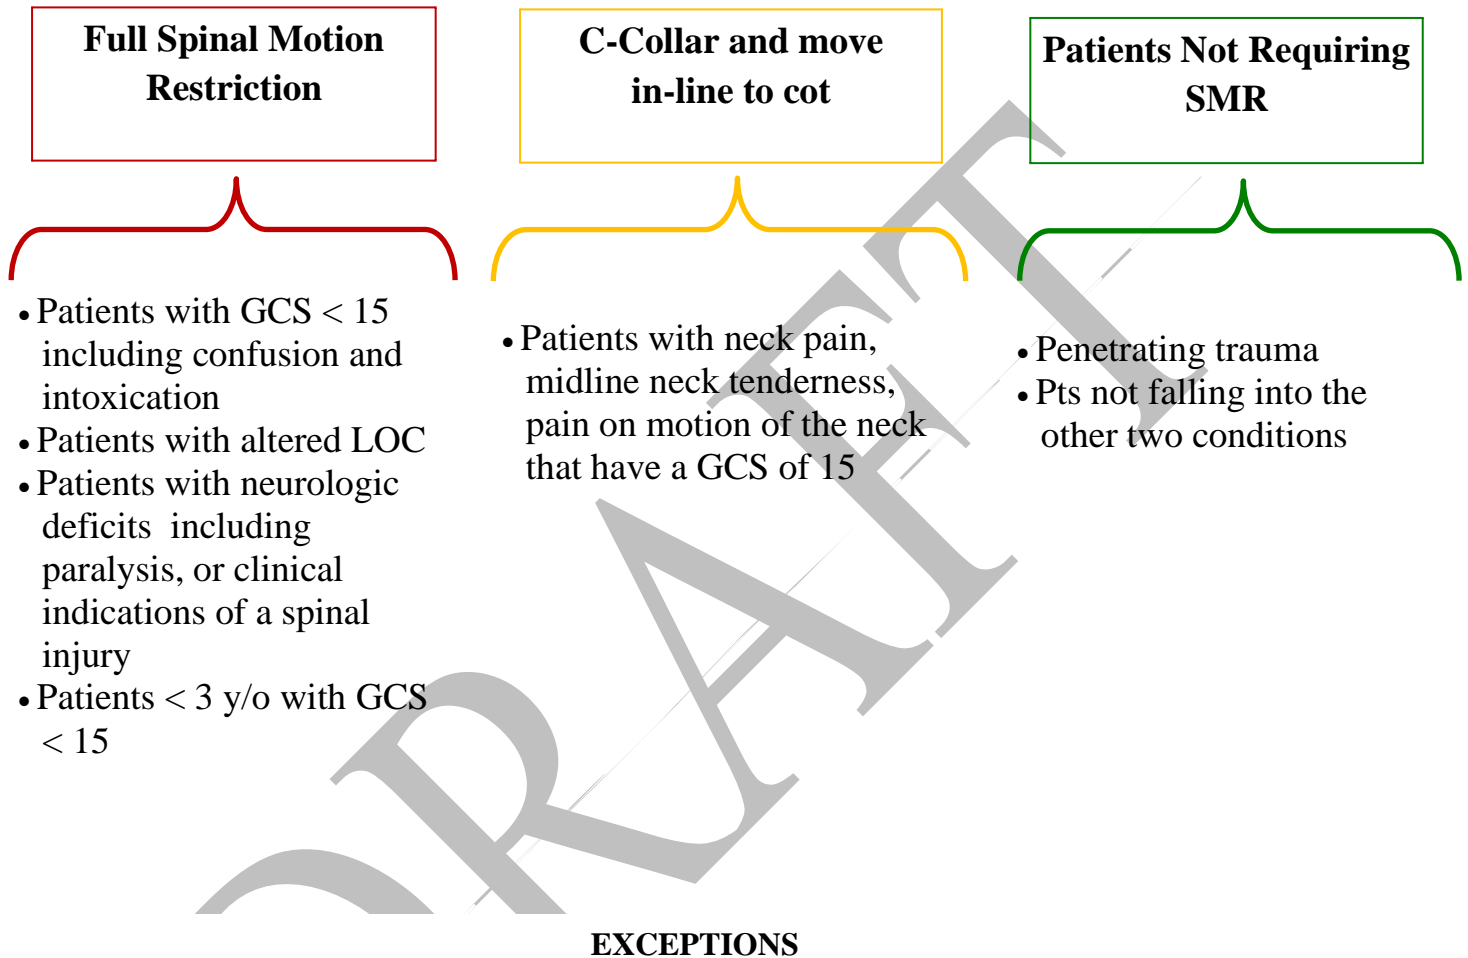 Full Spinal Motion
Restriction
C-Collar and move
in-line to cot
Patients Not Requiring
SMR
• Patients with GCS < 15
including confusion and
intoxication
• Patients with altered LOC
• Patients with neurologic
deficits including
paralysis, or clinical
indications of a spinal
injury
• Patients < 3 y/o with GCS
< 15
• Patients with neck pain,
midline neck tenderness,
pain on motion of the neck
that have a GCS of 15
• Penetrating trauma
• Pts not falling into the
other two conditions
DRAFT
EXCEPTIONS